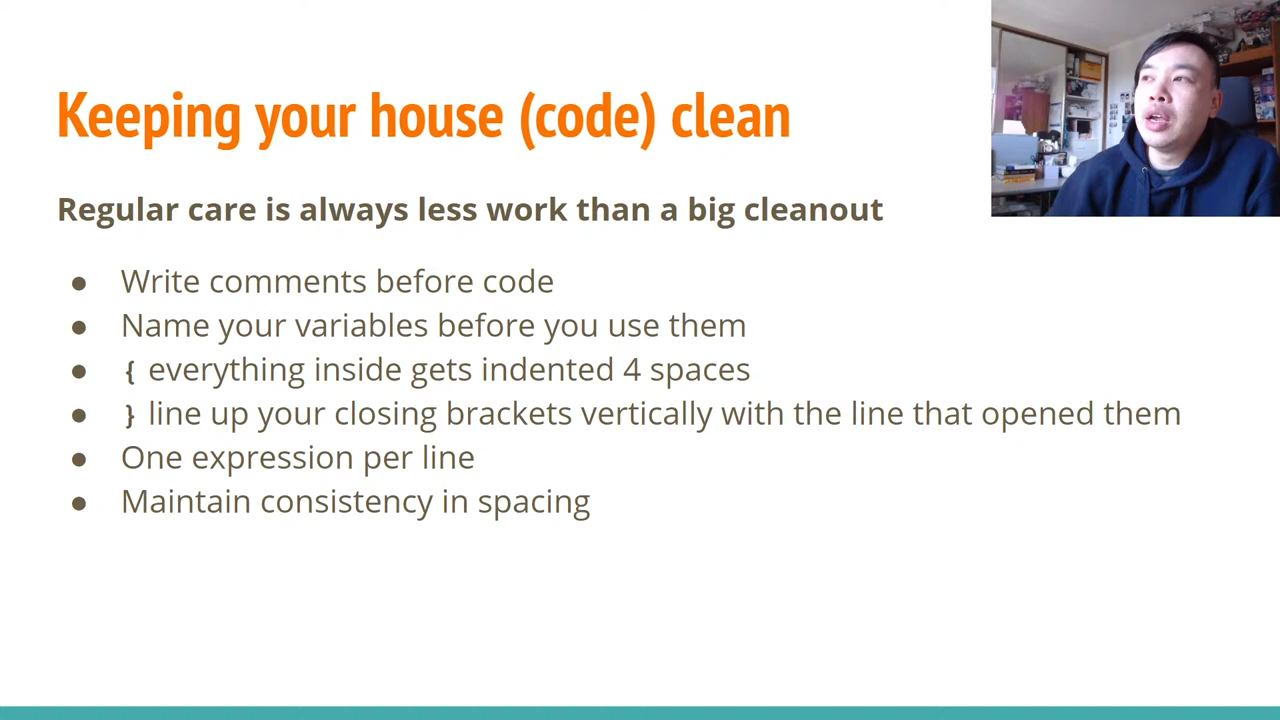 Keeping your house (code) clean
Regular care is always less work than a big cleanout
● Write comments before code
● Name your variables before you use them
● { everything inside gets indented 4 spaces
● } line up your closing brackets vertically with the line that opened them
● One expression per line
● Maintain consistency in spacing